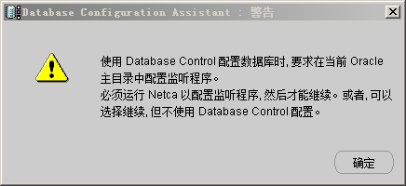 Database Configuration Assistant : 警告
使用 Database Control 配置数据库时, 要求在当前 Oracle
主目录中配置监听程序。
必须运行 Netca 以配置监听程序, 然后才能继续。或者, 可以
选择继续, 但不使用 Database Control 配置。
确定